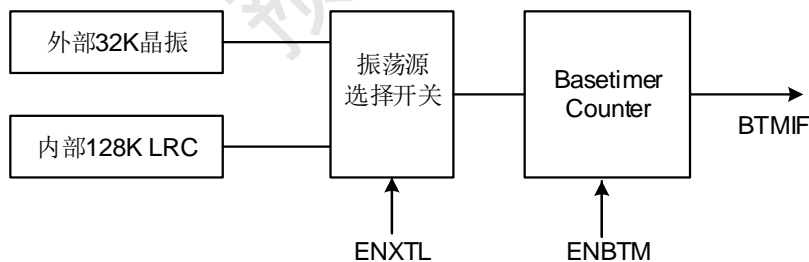 外部32K晶振
振荡源
选择开关
Basetimer
Counter
BTMIF
内部128K LRC
ENXTL
ENBTM